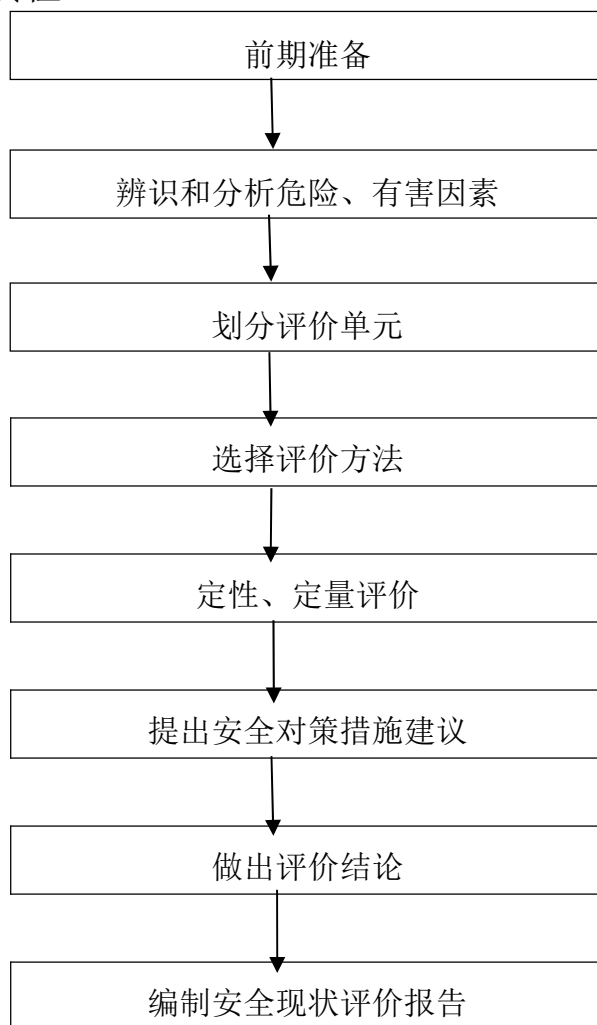 前期准备
辨识和分析危险、有害因素
划分评价单元
选择评价方法
定性、定量评价
提出安全对策措施建议
做出评价结论
编制安全现状评价报告